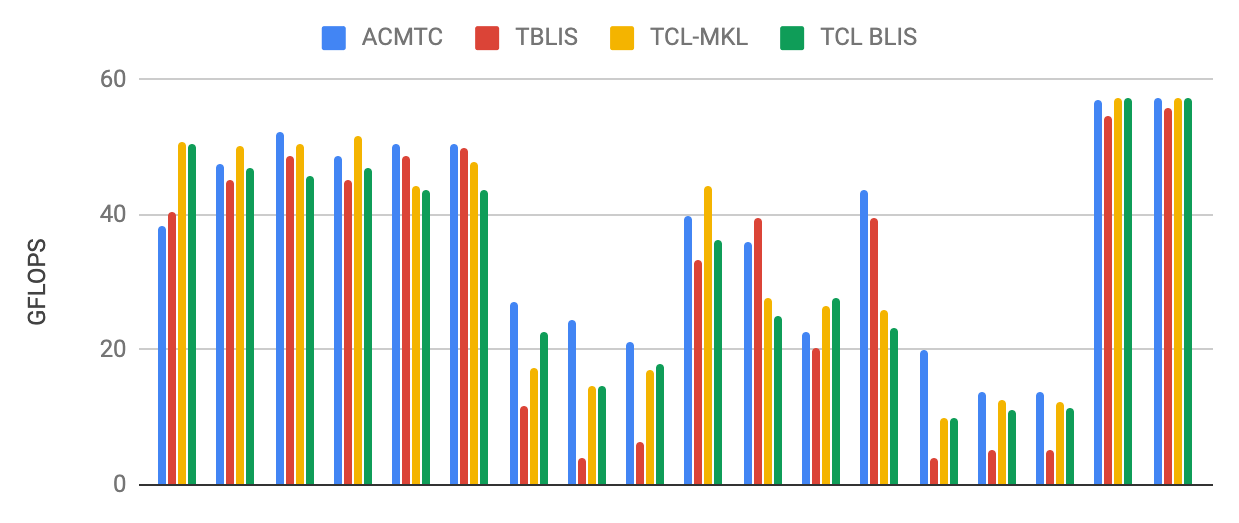 ACMTC TBLIS TCL-MKL TCL BLIS
60
40
GFLOPS
20
0